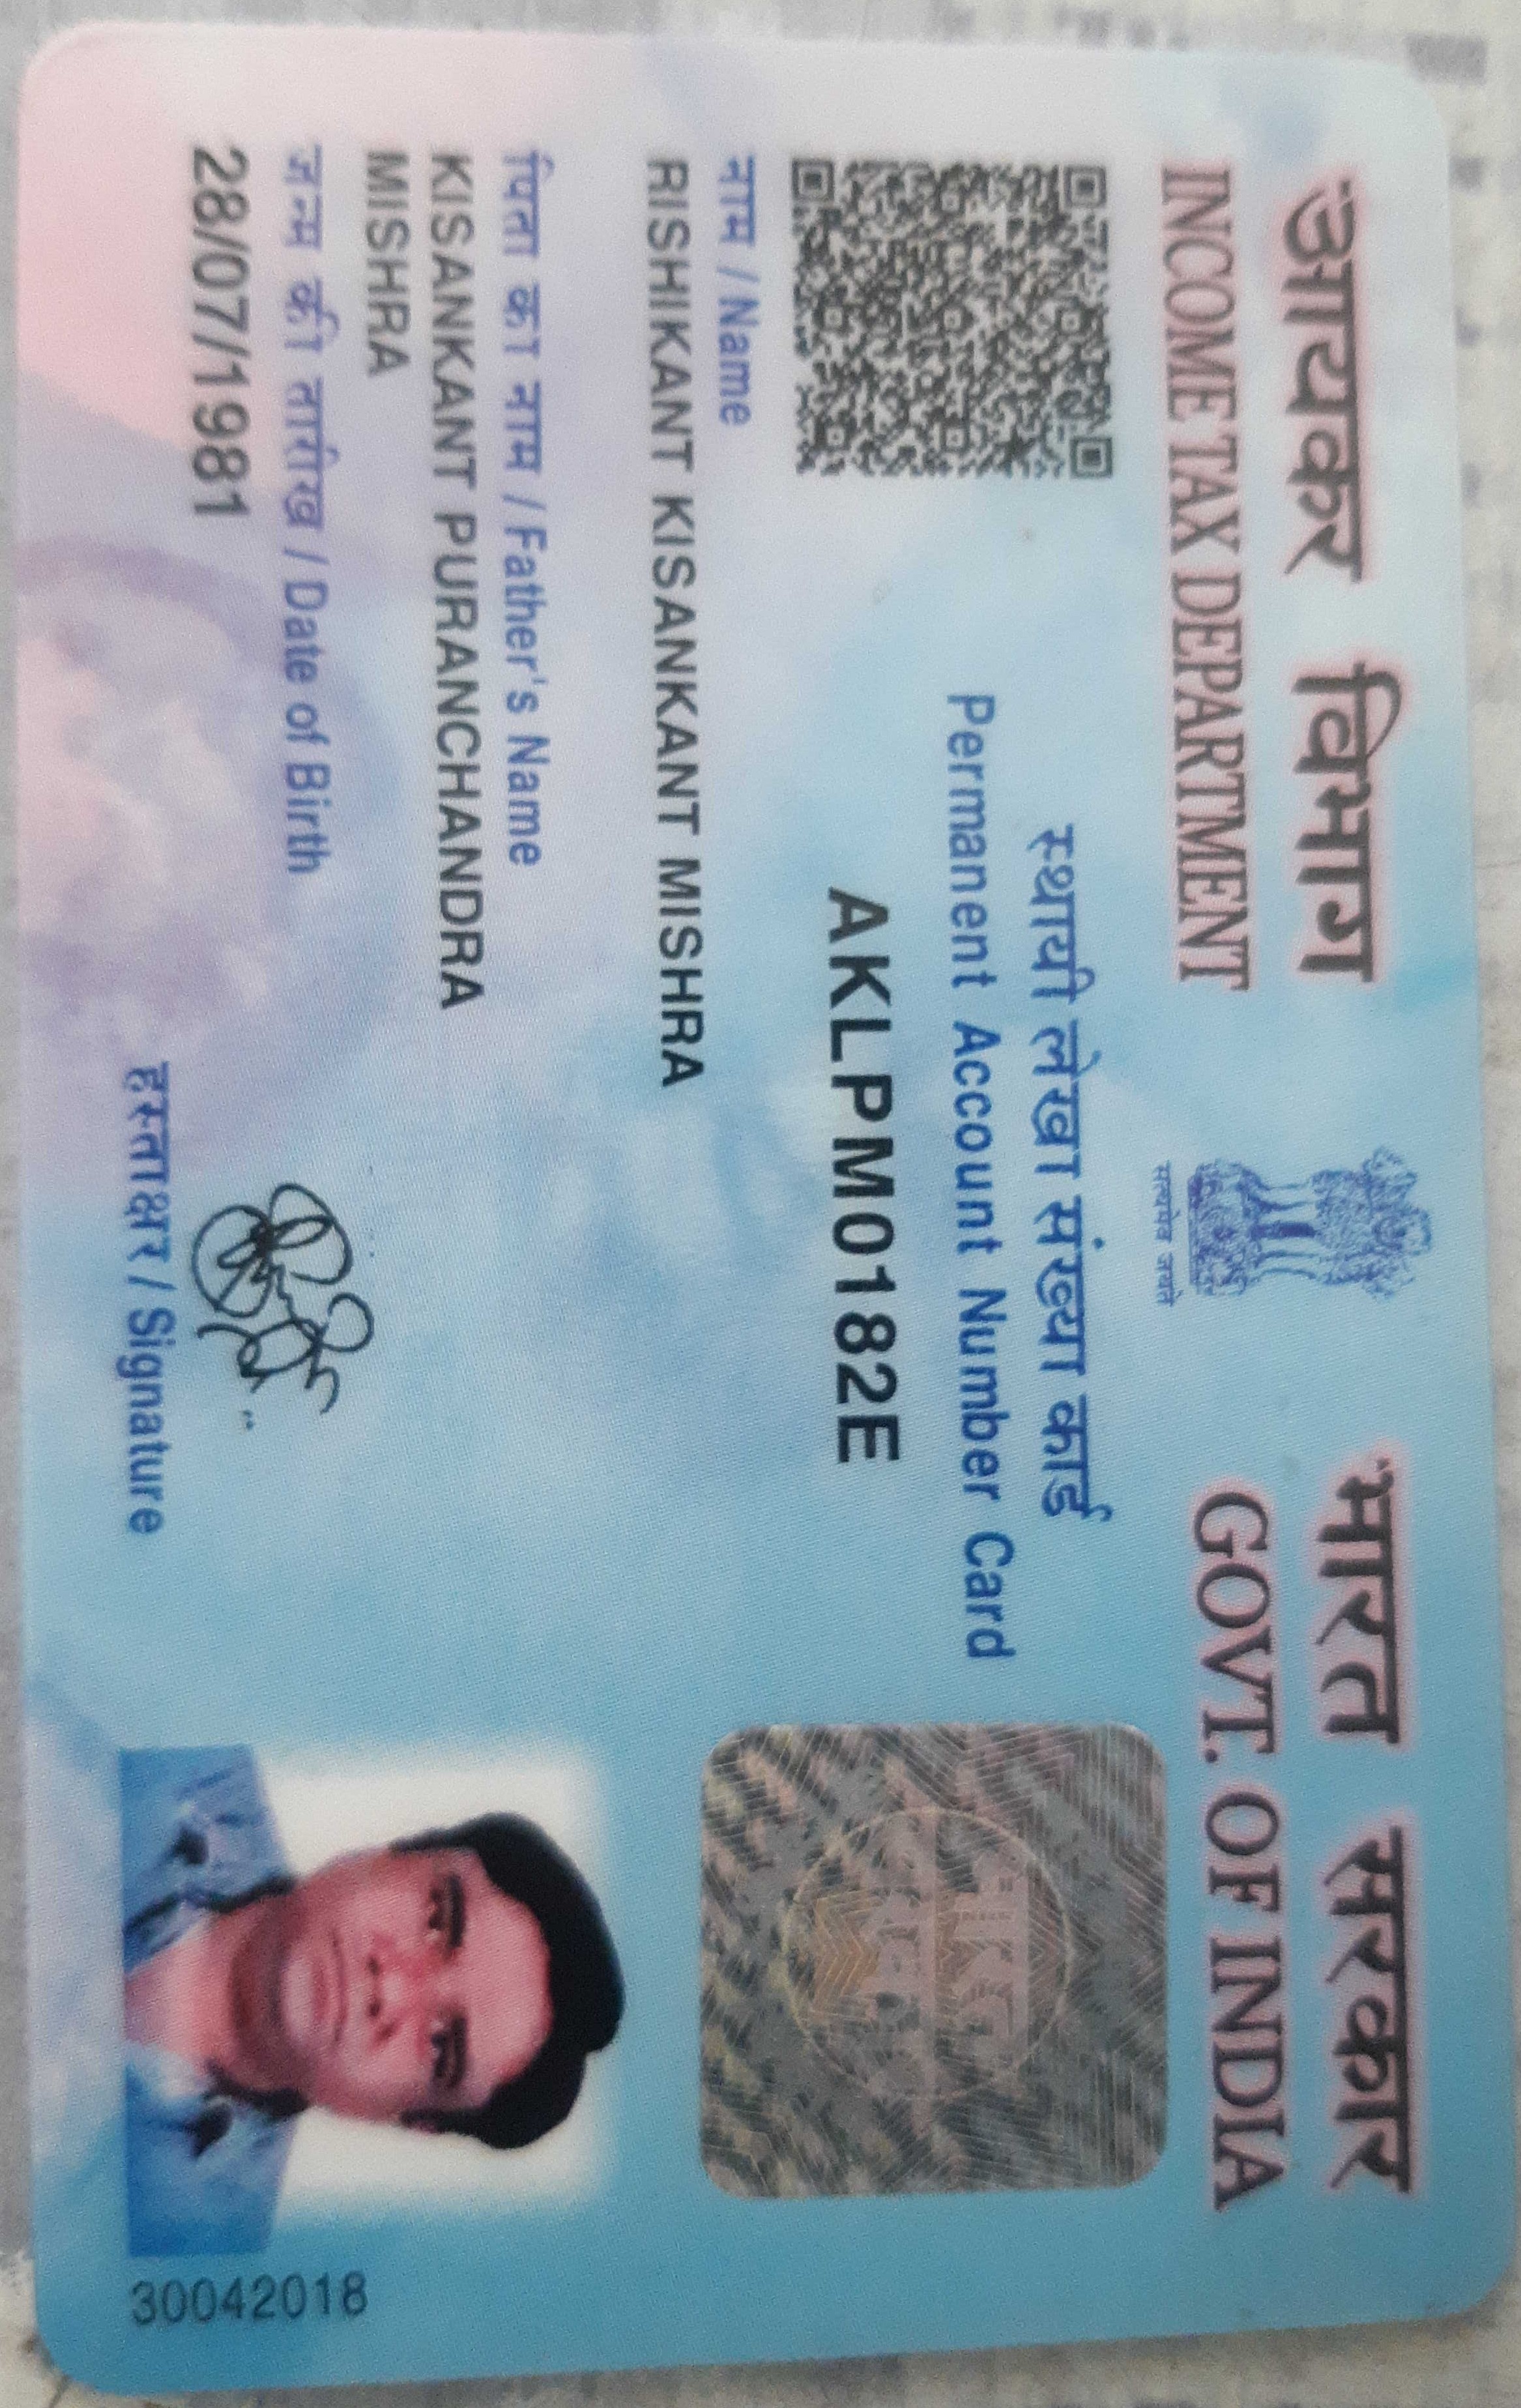 आयकर विभाग
INCOME TAX DEPARTMENT
सत्यमेव जयते
भारत सरकार
GOVT. OF INDIA
स्थायी लेखा संख्या कार्ड
Permanent Account Number Card
AKLPM0182E
नाम / Name
RISHIKANT KISANKANT MISHRA
पिता का नाम / Father's Name
KISANKANT PURANCHANDRA
MISHRA
जन्म की तारीख / Date of Birth
28/07/1981
हस्ताक्षर / Signature
30042018